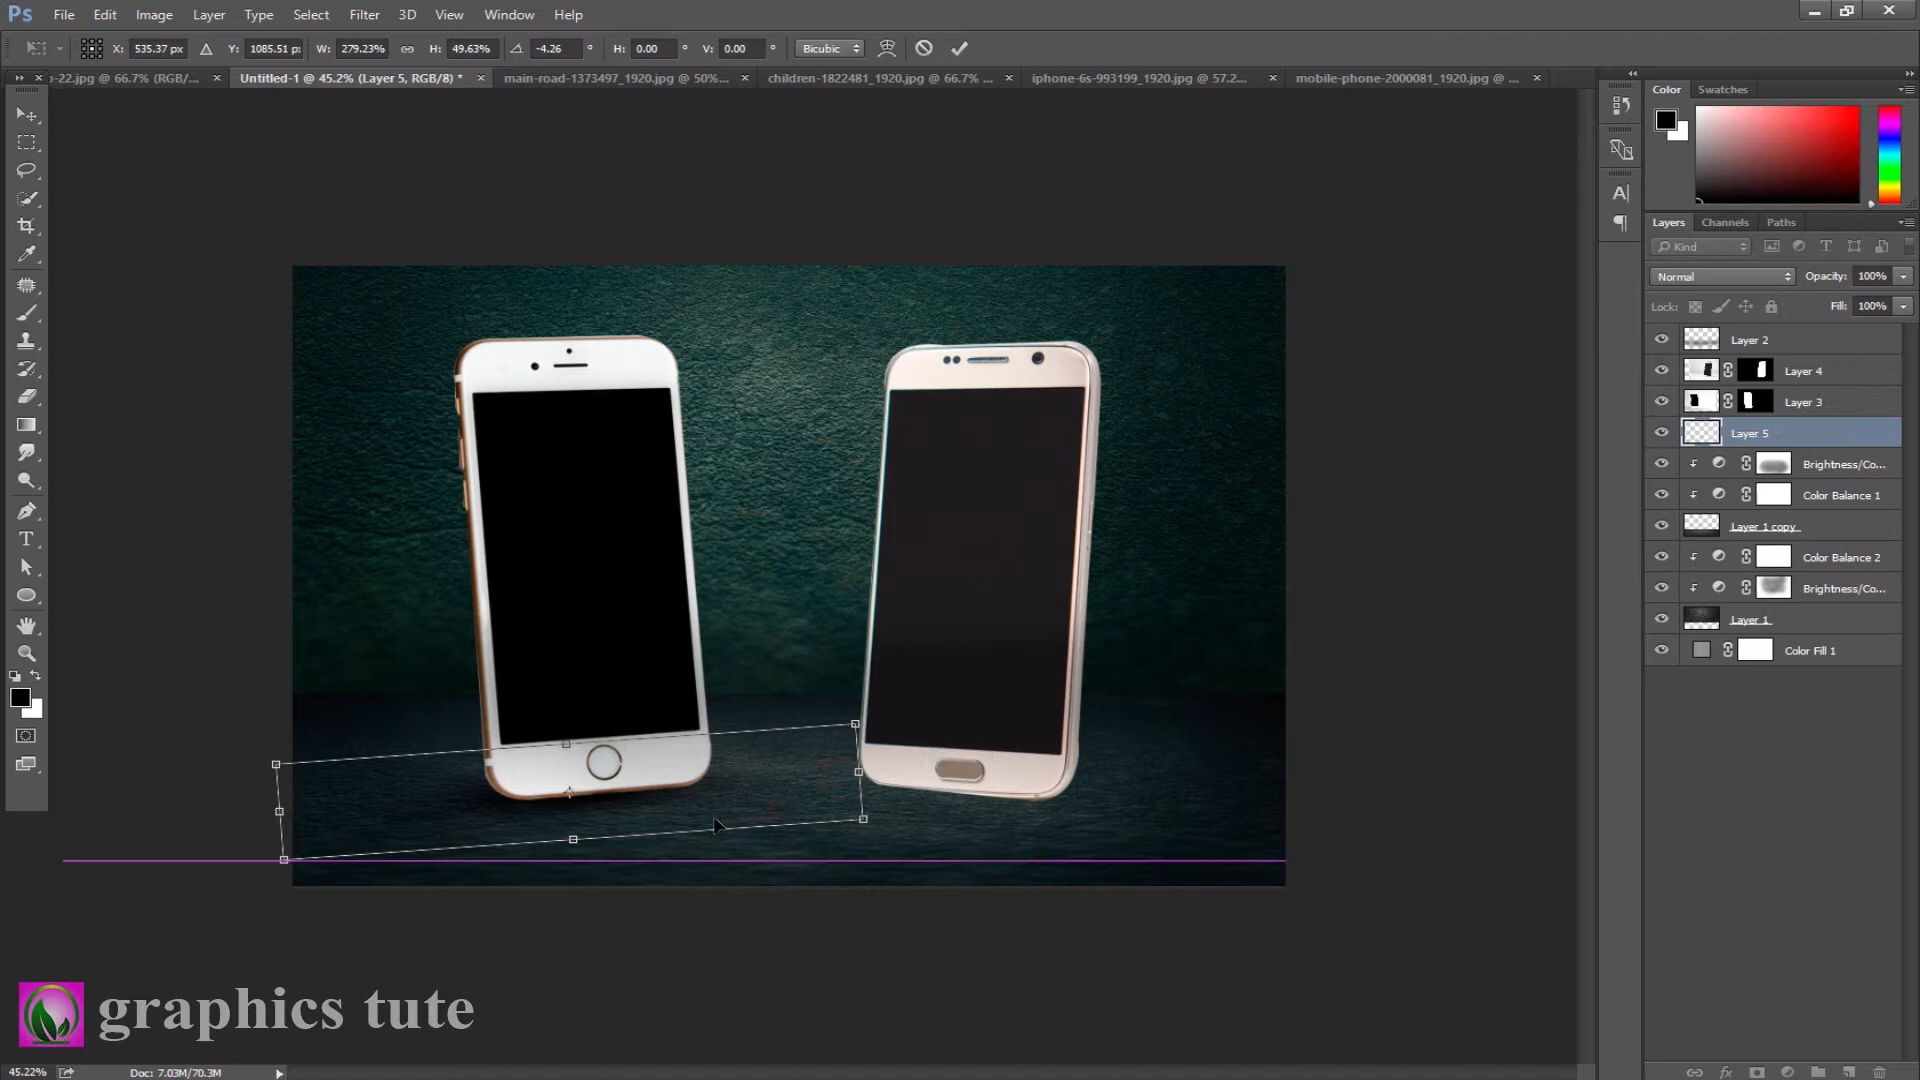 Ps File Edit Image Layer Type Select Filter 3D View Window Help
X: 535.37 px Y: 1085.51 p: W: 279.23% H: 49.63% -4.26 ° H: 0.00 ° V: 0.00 ° Bicubic
-22.jpg @ 66.7% (RGB/... Untitled-1 @ 45.2% (Layer 5, RGB/8) * main-road-1373497_1920.jpg @ 50%... children-1822481_1920.jpg @ 66.7% ... iphone-6s-993199_1920.jpg @ 57.2... mobile-phone-2000081_1920.jpg @ ...
Color Swatches
Layers Channels Paths
Kind
Normal Opacity: 100%
Lock: Fill: 100%
Layer 2
Layer 4
Layer 3
Layer 5
Brightness/Co...
Color Balance 1
Layer 1 copy
Color Balance 2
Brightness/Co...
Layer 1
Color Fill 1
graphics tute
45.22% Doc: 7.03M/70.3M